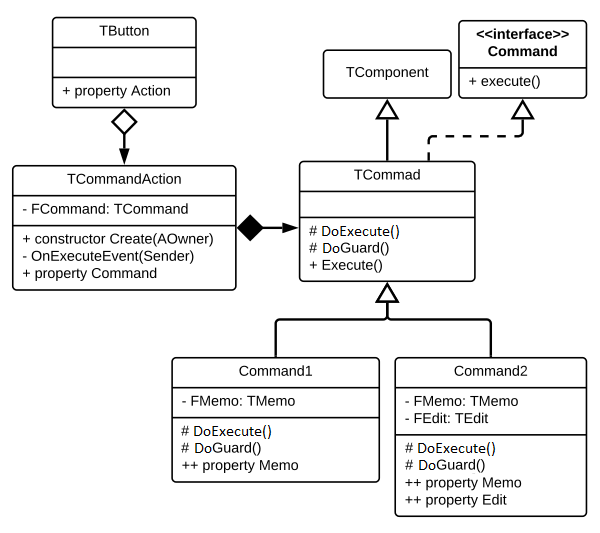 TButton
+ property Action
TComponent
<<interface>>
Command
+ execute()
TCommandAction
- FCommand: TCommand
+ constructor Create(AOwner)
- OnExecuteEvent(Sender)
+ property Command
TCommad
# DoExecute()
# DoGuard()
+ Execute()
Command1
- FMemo: TMemo
# DoExecute()
# DoGuard()
++ property Memo
Command2
- FMemo: TMemo
- FEdit: TEdit
# DoExecute()
# DoGuard()
++ property Memo
++ property Edit